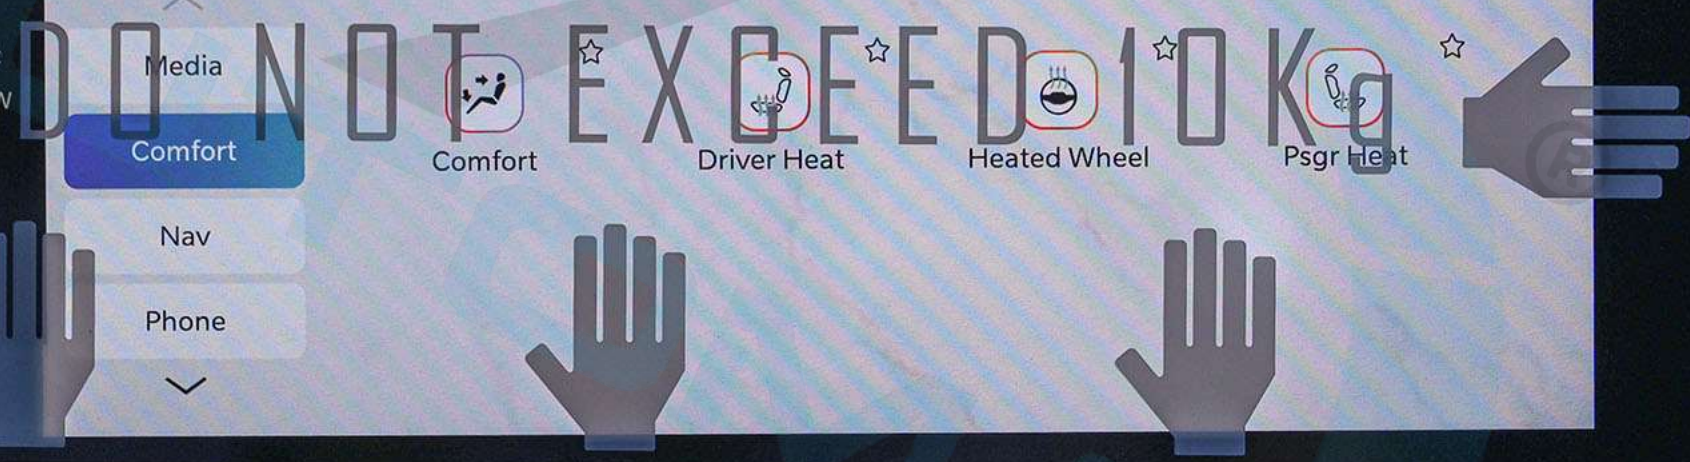 DO NOT EXCEED 10 Kg
Media
Comfort
Nav
Phone
Comfort
Driver Heat
Heated Wheel
Psgr Heat